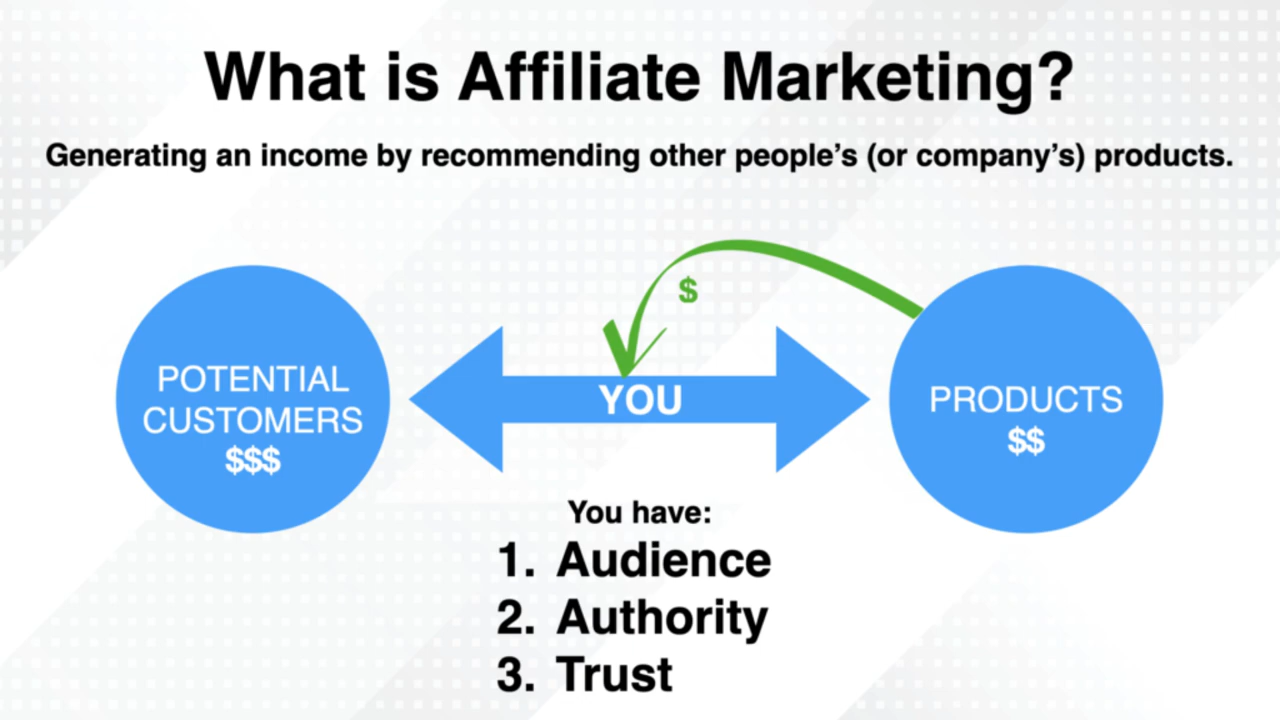 What is Affiliate Marketing?
Generating an income by recommending other people’s (or company’s) products.
$
POTENTIAL
CUSTOMERS
$$$
YOU
PRODUCTS
$$
You have:
1. Audience
2. Authority
3. Trust